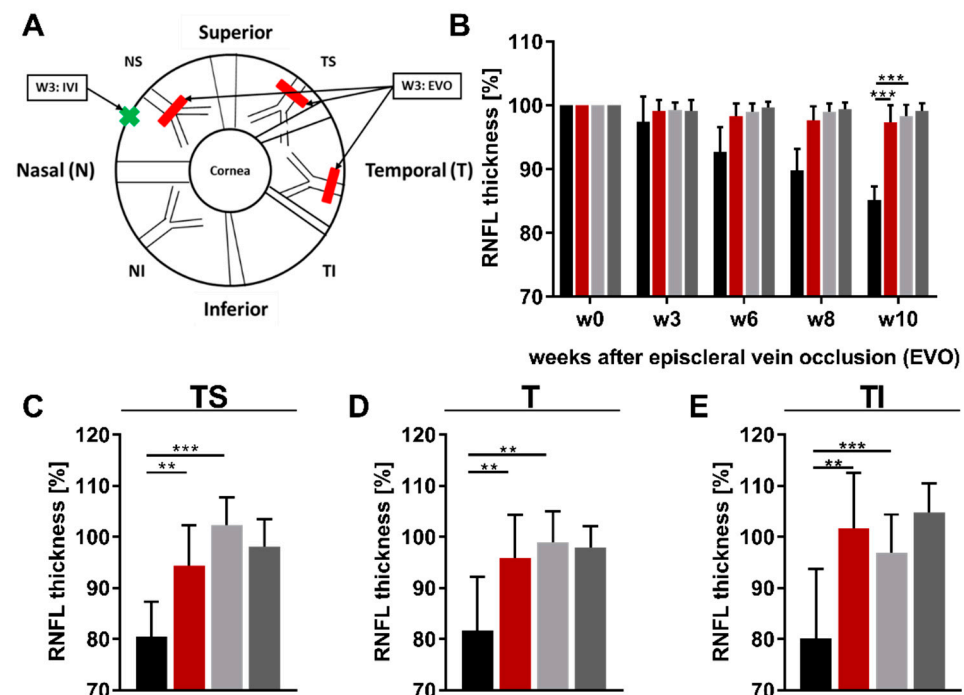 A
Superior
NS
TS
W3: IVI
W3: EVO
Nasal (N)
Cornea
Temporal (T)
NI
TI
Inferior
B
110
100
90
80
70
RNFL thickness [%]
***
***
w0 w3 w6 w8 w10
weeks after episcleral vein occlusion (EVO)
C
TS
120
110
100
90
80
70
RNFL thickness [%]
***
**
D
T
120
110
100
90
80
70
RNFL thickness [%]
**
**
E
TI
120
110
100
90
80
70
RNFL thickness [%]
***
**